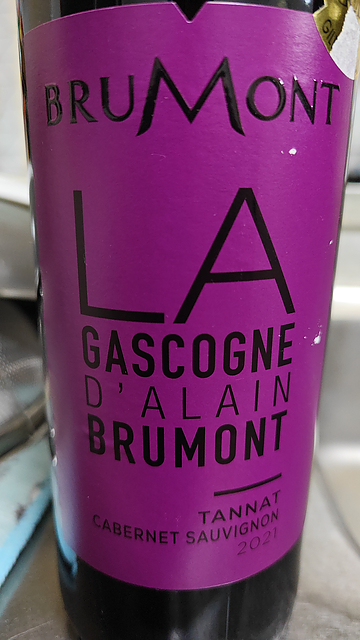 BRUMONT
LA
GASCOGNE
D'ALAIN
BRUMONT
TANNAT
CABERNET SAUVIGNON
2021